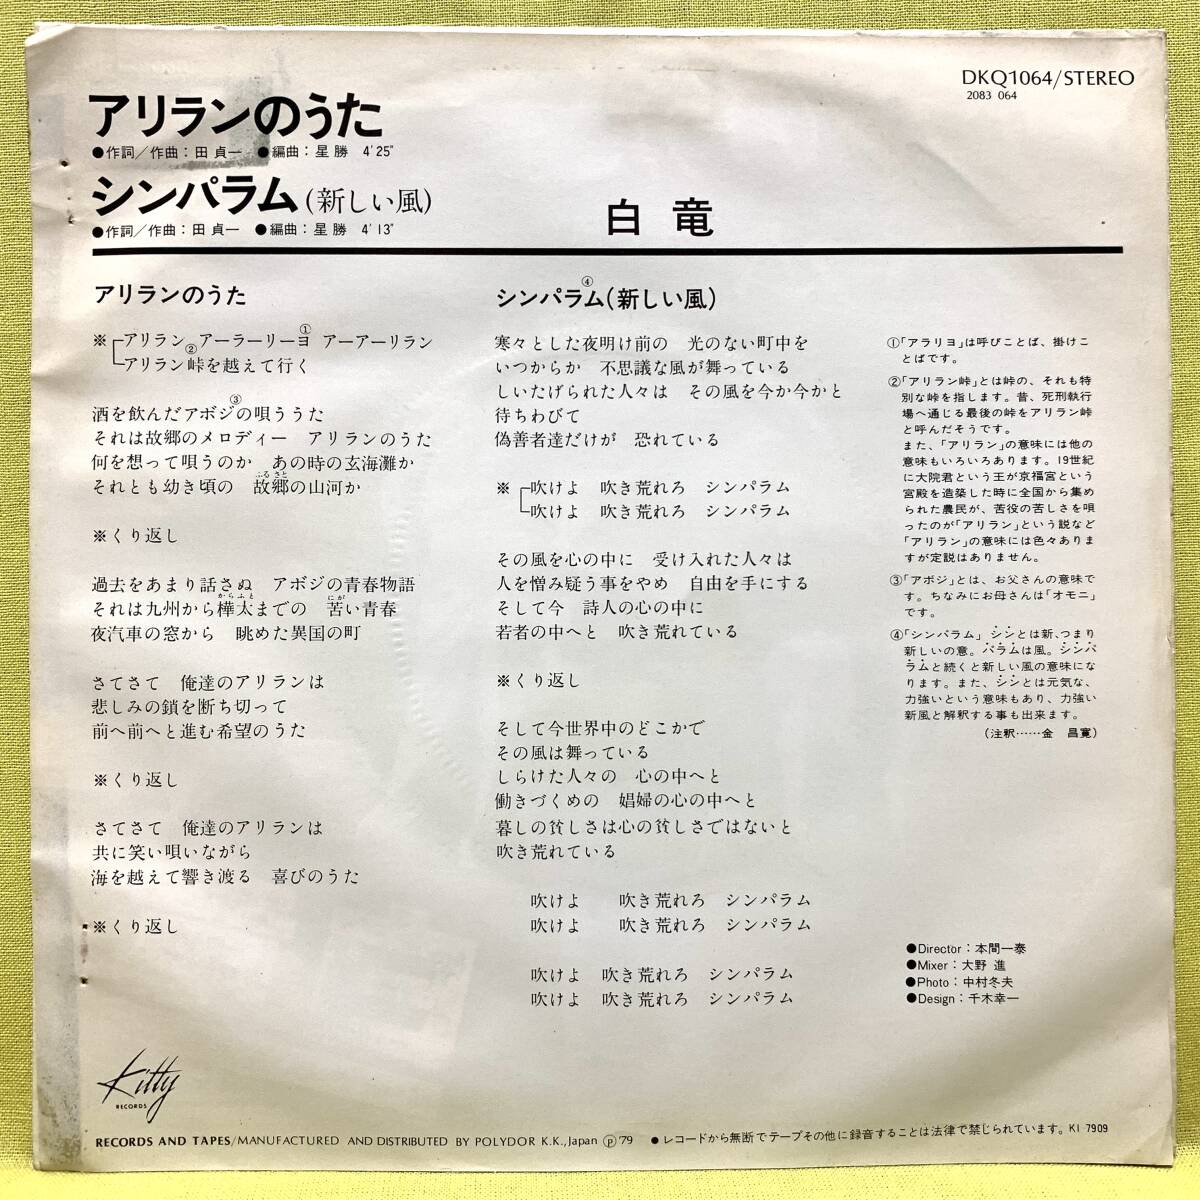 DKQ1064/STEREO
2083 064
アリランのうた
●作詞/作曲:田 貞一 ●編曲:星 勝 4'25"
シンパラム(新しい風)
●作詞/作曲:田 貞一 ●編曲:星 勝 4'13"
白 竜
アリランのうた
※アリラン アーラーリーヨ① アーアーリラン
アリラン峠②を越えて行く
酒を飲んだアボジ③の唄ううた
それは故郷のメロディー アリランのうた
何を想って唄うのか あの時の玄海灘か
それとも幼き頃の 故郷(ふるさと)の山河か
※くり返し
過去をあまり話さぬ アボジの青春物語
それは九州から樺太(からふと)までの 苦(にが)い青春
夜汽車の窓から 眺めた異国の町
さてさて 俺達のアリランは
悲しみの鎖を断ち切って
前へ前へと進む希望のうた
※くり返し
さてさて 俺達のアリランは
共に笑い唄いながら
海を越えて響き渡る 喜びのうた
※くり返し
シンパラム④(新しい風)
寒々とした夜明け前の 光のない町中を
いつからか 不思議な風が舞っている
しいたげられた人々は その風を今か今かと
待ちわびて
偽善者達だけが 恐れている
※吹けよ 吹き荒れろ シンパラム
吹けよ 吹き荒れろ シンパラム
その風を心の中に 受け入れた人々は
人を憎み疑う事をやめ 自由を手にする
そして今 詩人の心の中に
若者の中へと 吹き荒れている
※くり返し
そして今世界中のどこかで
その風は舞っている
しらけた人々の 心の中へと
働きづくめの 娼婦の心の中へと
暮しの貧しさは心の貧しさではないと
吹き荒れている
吹けよ 吹き荒れろ シンパラム
吹けよ 吹き荒れろ シンパラム
吹けよ 吹き荒れろ シンパラム
吹けよ 吹き荒れろ シンパラム
①「アラリヨ」は呼びことば、掛けこ
とばです。
②「アリラン峠」とは峠の、それも特
別な峠を指します。昔、死刑執行
場へ通じる最後の峠をアリラン峠
と呼んだそうです。
また、「アリラン」の意味には他の
意味もいろいろあります。19世紀
に大院君という王が京福宮という
宮殿を造築した時に全国から集め
られた農民が、苦役の苦しさを唄
ったのが「アリラン」という説など
「アリラン」の意味には色々ありま
すが定説はありません。
③「アボジ」とは、お父さんの意味で
す。ちなみにお母さんは「オモニ」
です。
④「シンパラム」シンとは新、つまり
新しいの意。パラムは風。シンパ
ラムと続くと新しい風の意味にな
ります。また、シンとは元気な、
力強いという意味もあり、力強い
新風と解釈する事も出来ます。
(注釈……金 昌寛)
●Director:本間一泰
●Mixer:大野 進
●Photo:中村冬夫
●Design:千木幸一
Kitty
RECORDS
RECORDS AND TAPES/MANUFACTURED AND DISTRIBUTED BY POLYDOR K.K., Japan Ⓟ'79 ●レコードから無断でテープその他に録音することは法律で禁じられています。KI 7909